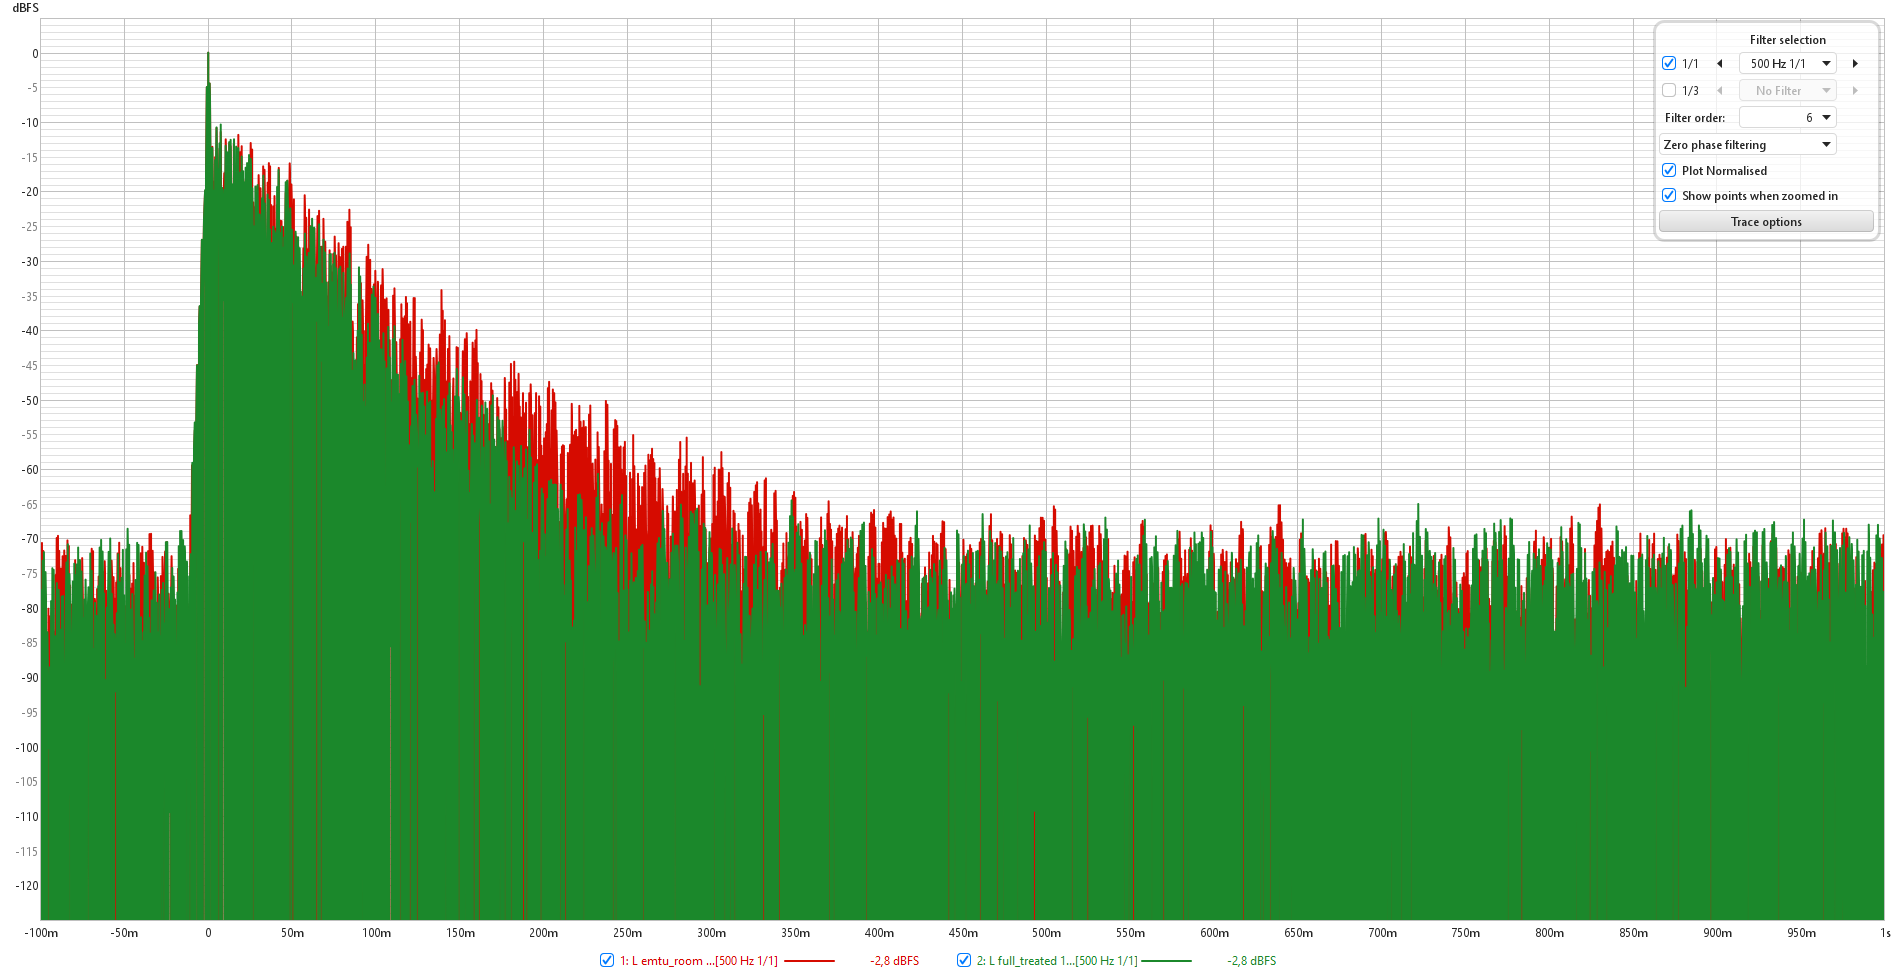 dBFS
0
-5
-10
-15
-20
-25
-30
-35
-40
-45
-50
-55
-60
-65
-70
-75
-80
-85
-90
-95
-100
-105
-110
-115
-120
Filter selection
1/1 500 Hz 1/1
1/3 No Filter
Filter order: 6
Zero phase filtering
Plot Normalised
Show points when zoomed in
Trace options
-100m -50m 0 50m 100m 150m 200m 250m 300m 350m 400m 450m 500m 550m 600m 650m 700m 750m 800m 850m 900m 950m 1s
1: L emtu_room ...[500 Hz 1/1] -2,8 dBFS 2: L full_treated 1...[500 Hz 1/1] -2,8 dBFS